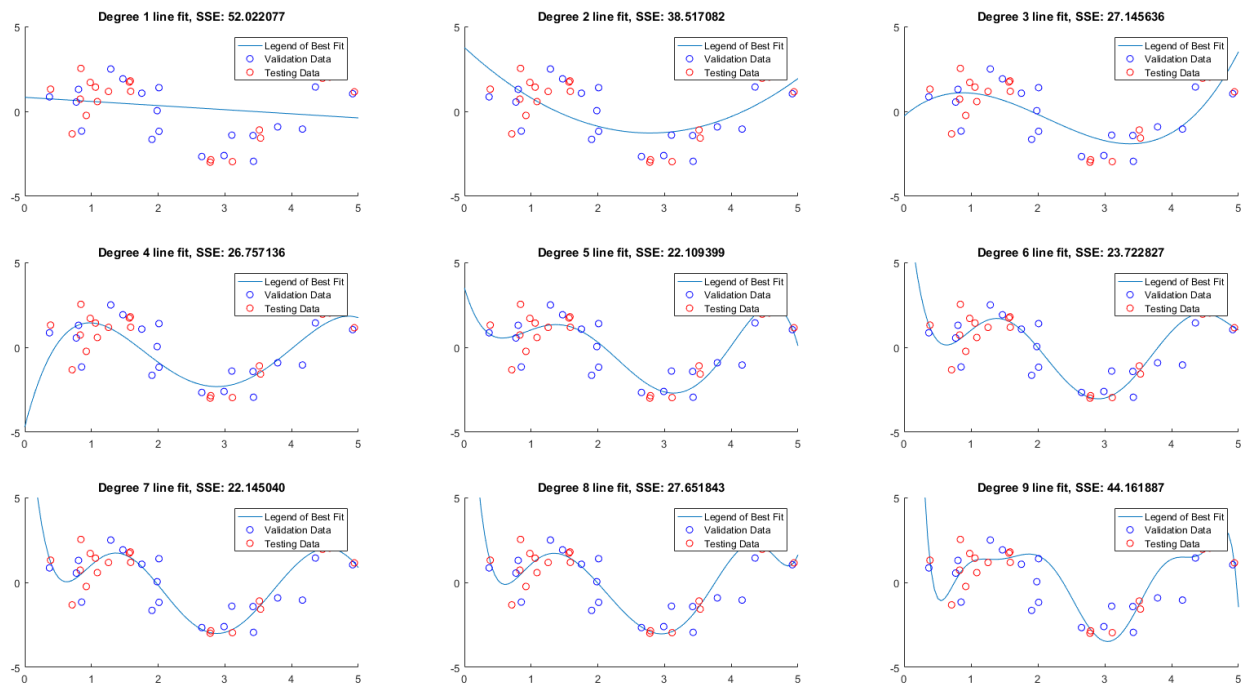 Degree 1 line fit, SSE: 52.022077
5
0
-5
0 1 2 3 4 5
Legend of Best Fit
Validation Data
Testing Data
Degree 2 line fit, SSE: 38.517082
5
0
-5
0 1 2 3 4 5
Legend of Best Fit
Validation Data
Testing Data
Degree 3 line fit, SSE: 27.145636
5
0
-5
0 1 2 3 4 5
Legend of Best Fit
Validation Data
Testing Data
Degree 4 line fit, SSE: 26.757136
5
0
-5
0 1 2 3 4 5
Legend of Best Fit
Validation Data
Testing Data
Degree 5 line fit, SSE: 22.109399
5
0
-5
0 1 2 3 4 5
Legend of Best Fit
Validation Data
Testing Data
Degree 6 line fit, SSE: 23.722827
5
0
-5
0 1 2 3 4 5
Legend of Best Fit
Validation Data
Testing Data
Degree 7 line fit, SSE: 22.145040
5
0
-5
0 1 2 3 4 5
Legend of Best Fit
Validation Data
Testing Data
Degree 8 line fit, SSE: 27.651843
5
0
-5
0 1 2 3 4 5
Legend of Best Fit
Validation Data
Testing Data
Degree 9 line fit, SSE: 44.161887
5
0
-5
0 1 2 3 4 5
Legend of Best Fit
Validation Data
Testing Data